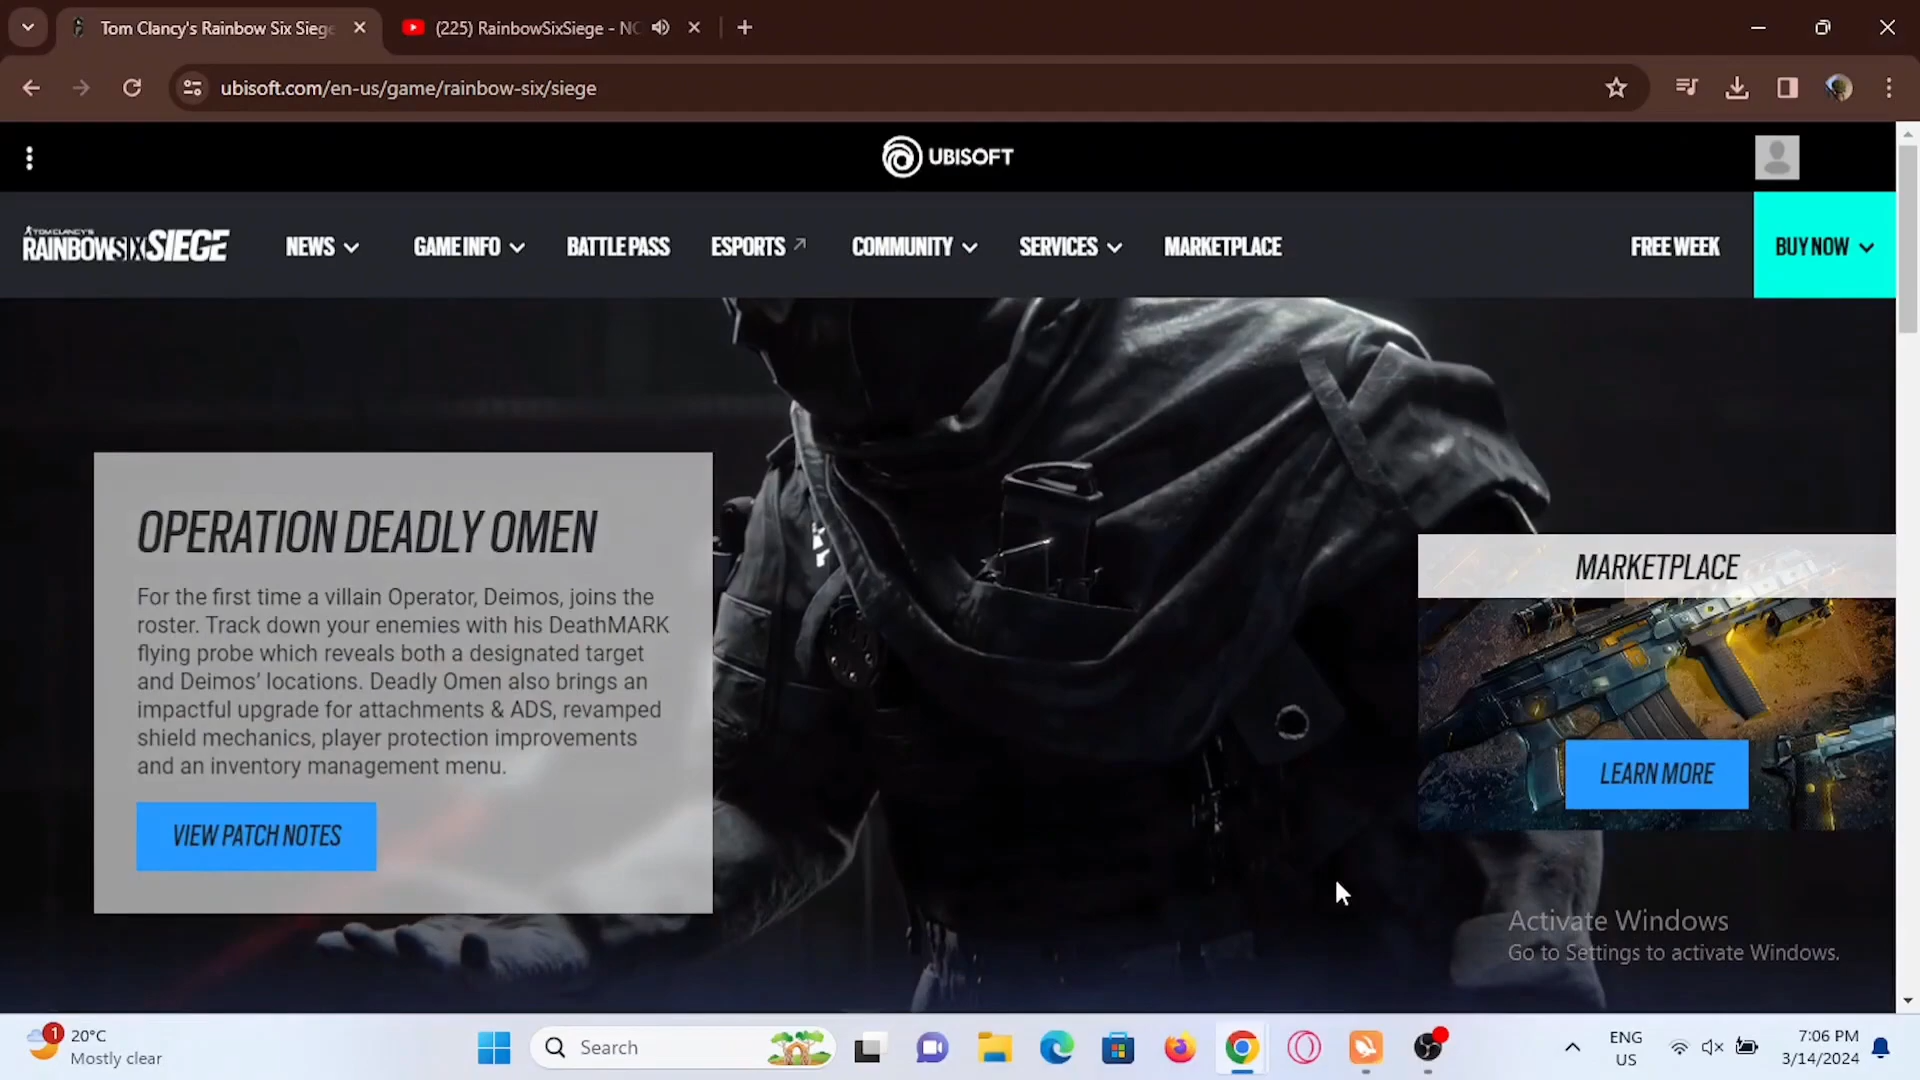 Tom Clancy's Rainbow Six Siege
(225) RainbowSixSiege - NC
ubisoft.com/en-us/game/rainbow-six/siege
UBISOFT
TOM CLANCY'S
RAINBOWSIX SIEGE
NEWS
GAME INFO
BATTLE PASS
ESPORTS
COMMUNITY
SERVICES
MARKETPLACE
FREE WEEK
BUY NOW
OPERATION DEADLY OMEN
For the first time a villain Operator, Deimos, joins the
roster. Track down your enemies with his DeathMARK
flying probe which reveals both a designated target
and Deimos' locations. Deadly Omen also brings an
impactful upgrade for attachments & ADS, revamped
shield mechanics, player protection improvements
and an inventory management menu.
VIEW PATCH NOTES
MARKETPLACE
LEARN MORE
Activate Windows
Go to Settings to activate Windows.
1
20°C
Mostly clear
Search
ENG
US
7:06 PM
3/14/2024